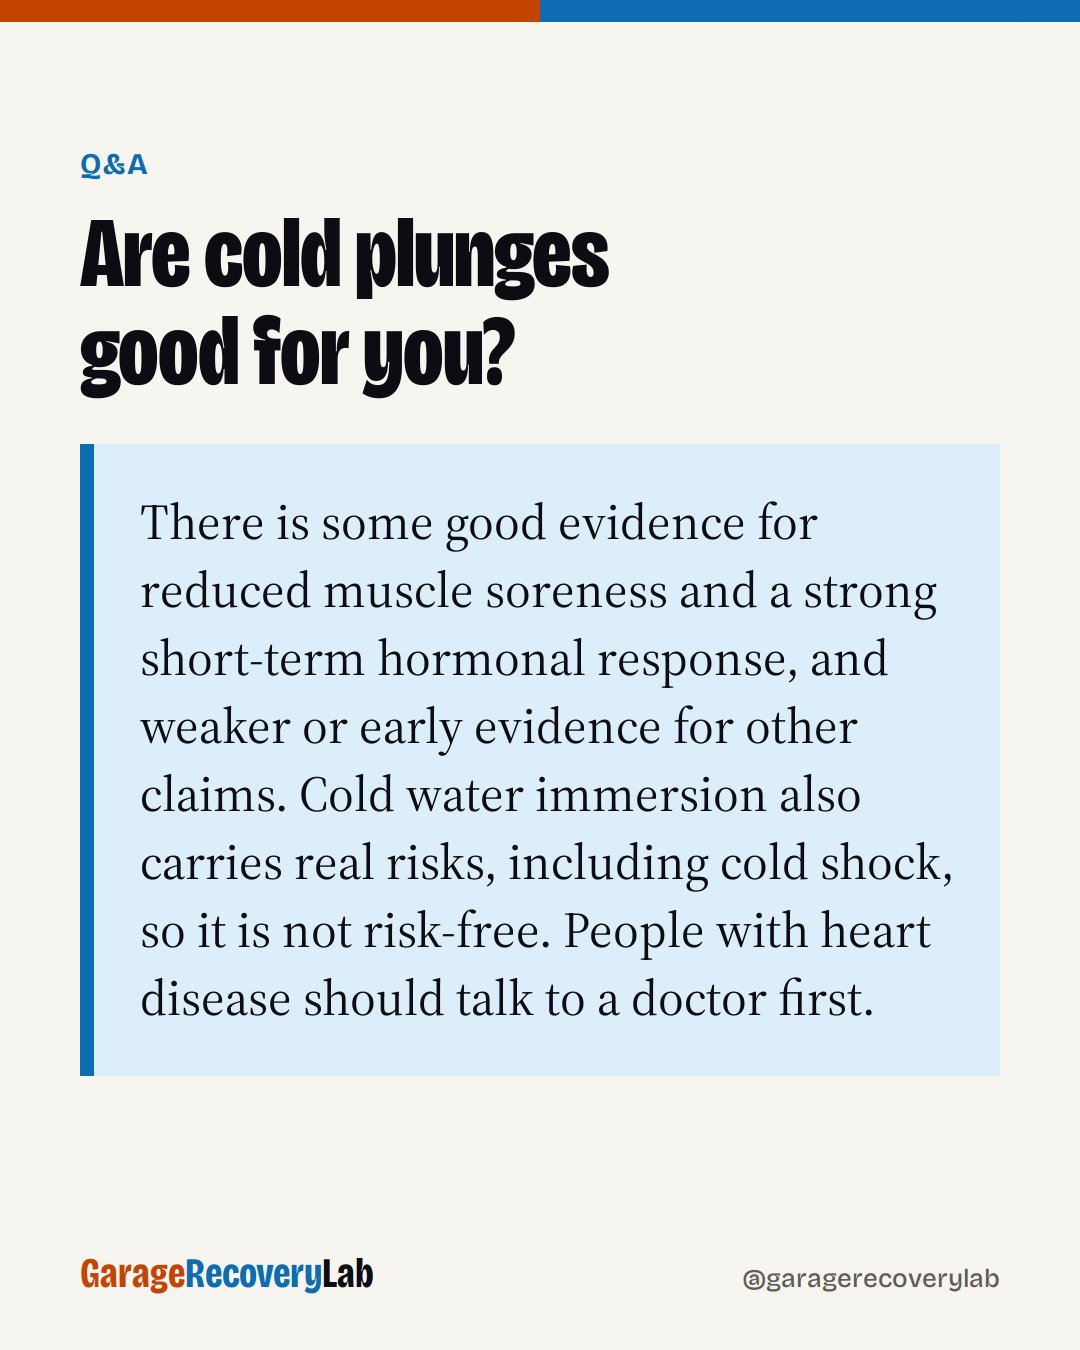 Q&A
Are cold plunges
good for you?
There is some good evidence for
reduced muscle soreness and a strong
short-term hormonal response, and
weaker or early evidence for other
claims. Cold water immersion also
carries real risks, including cold shock,
so it is not risk-free. People with heart
disease should talk to a doctor first.
GarageRecoveryLab
@garagerecoverylab